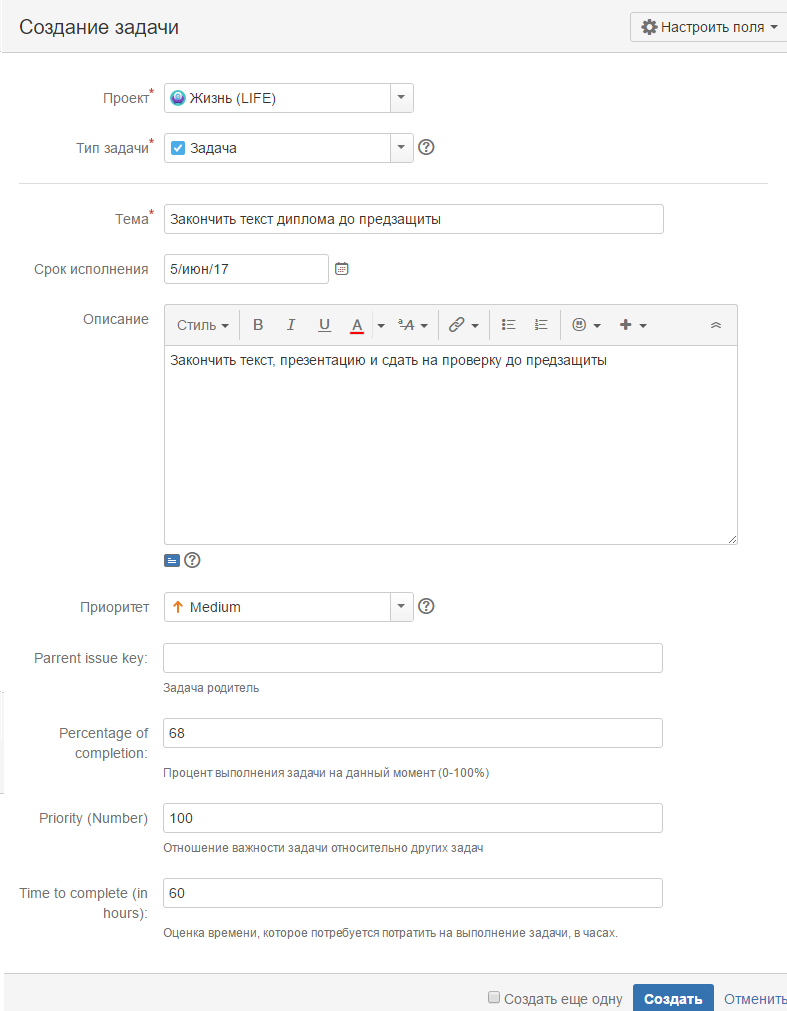 Создание задачи
Настроить поля
Проект*
Жизнь (LIFE)
Тип задачи*
Задача
Тема*
Закончить текст диплома до предзащиты
Срок исполнения
5/июн/17
Описание
Стиль B I U A ªA
Закончить текст, презентацию и сдать на проверку до предзащиты
Приоритет
Medium
Parrent issue key:
Задача родитель
Percentage of
completion:
68
Процент выполнения задачи на данный момент (0-100%)
Priority (Number)
100
Отношение важности задачи относительно других задач
Time to complete (in
hours):
60
Оценка времени, которое потребуется потратить на выполнение задачи, в часах.
Создать еще одну
Создать
Отменить